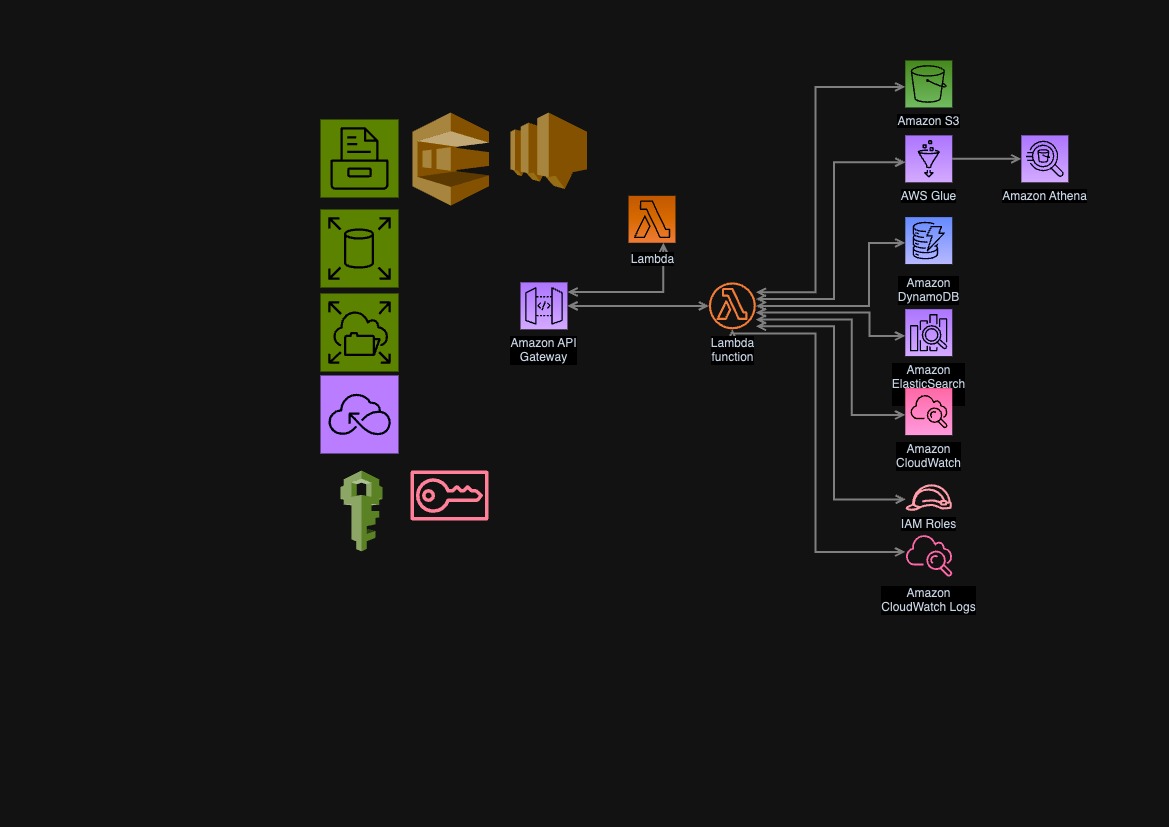 Amazon S3
AWS Glue
Amazon Athena
Lambda
Amazon
DynamoDB
Amazon API
Gateway
Lambda
function
Amazon
ElasticSearch
Amazon
CloudWatch
IAM Roles
Amazon
CloudWatch Logs